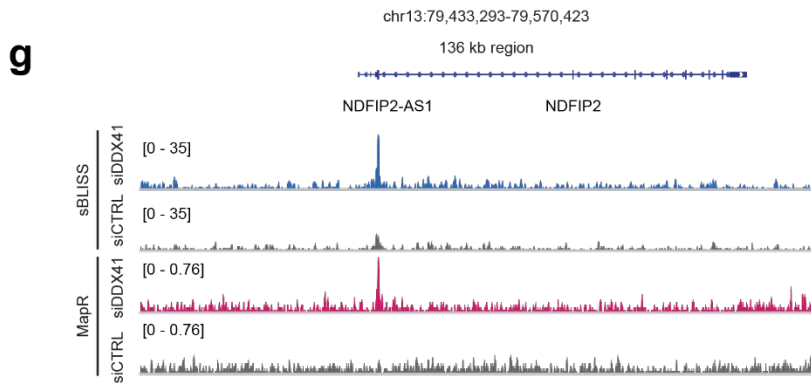 g
chr13:79,433,293-79,570,423
136 kb region
NDFIP2-AS1
NDFIP2
sBLISS
siDDX41
[0 - 35]
siCTRL
[0 - 35]
MapR
siDDX41
[0 - 0.76]
siCTRL
[0 - 0.76]